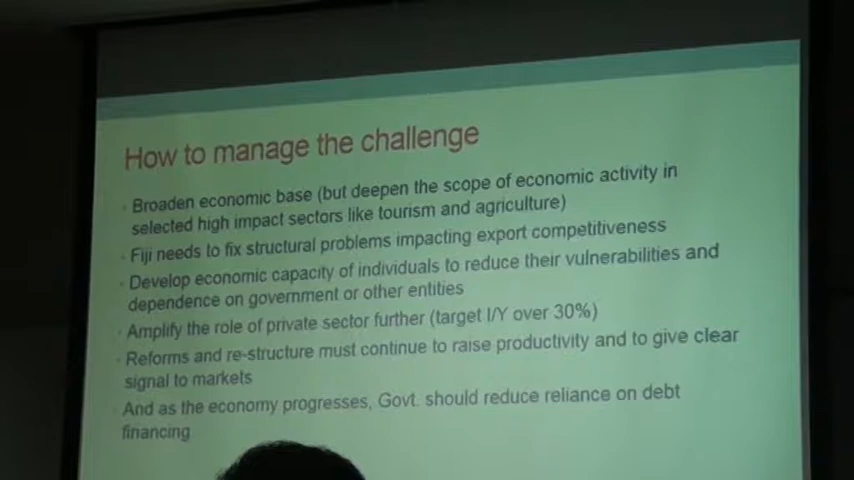 How to manage the challenge
Broaden economic base (but deepen the scope of economic activity in
selected high impact sectors like tourism and agriculture)
Fiji needs to fix structural problems impacting export competitiveness
Develop economic capacity of individuals to reduce their vulnerabilities and
dependence on government or other entities
Amplify the role of private sector further (target I/Y over 30%)
Reforms and re-structure must continue to raise productivity and to give clear
signal to markets
And as the economy progresses, Govt. should reduce reliance on debt
financing